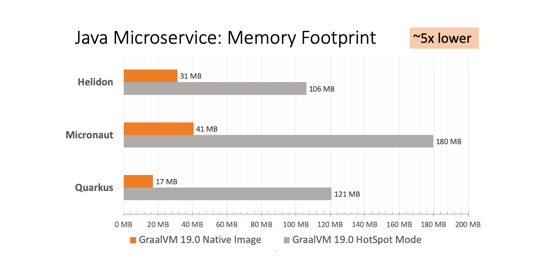 Java Microservice: Memory Footprint
~5x lower
Helidon
31 MB
106 MB
Micronaut
41 MB
180 MB
Quarkus
17 MB
121 MB
0 MB 20 MB 40 MB 60 MB 80 MB 100 MB 120 MB 140 MB 160 MB 180 MB 200 MB
GraalVM 19.0 Native Image GraalVM 19.0 HotSpot Mode